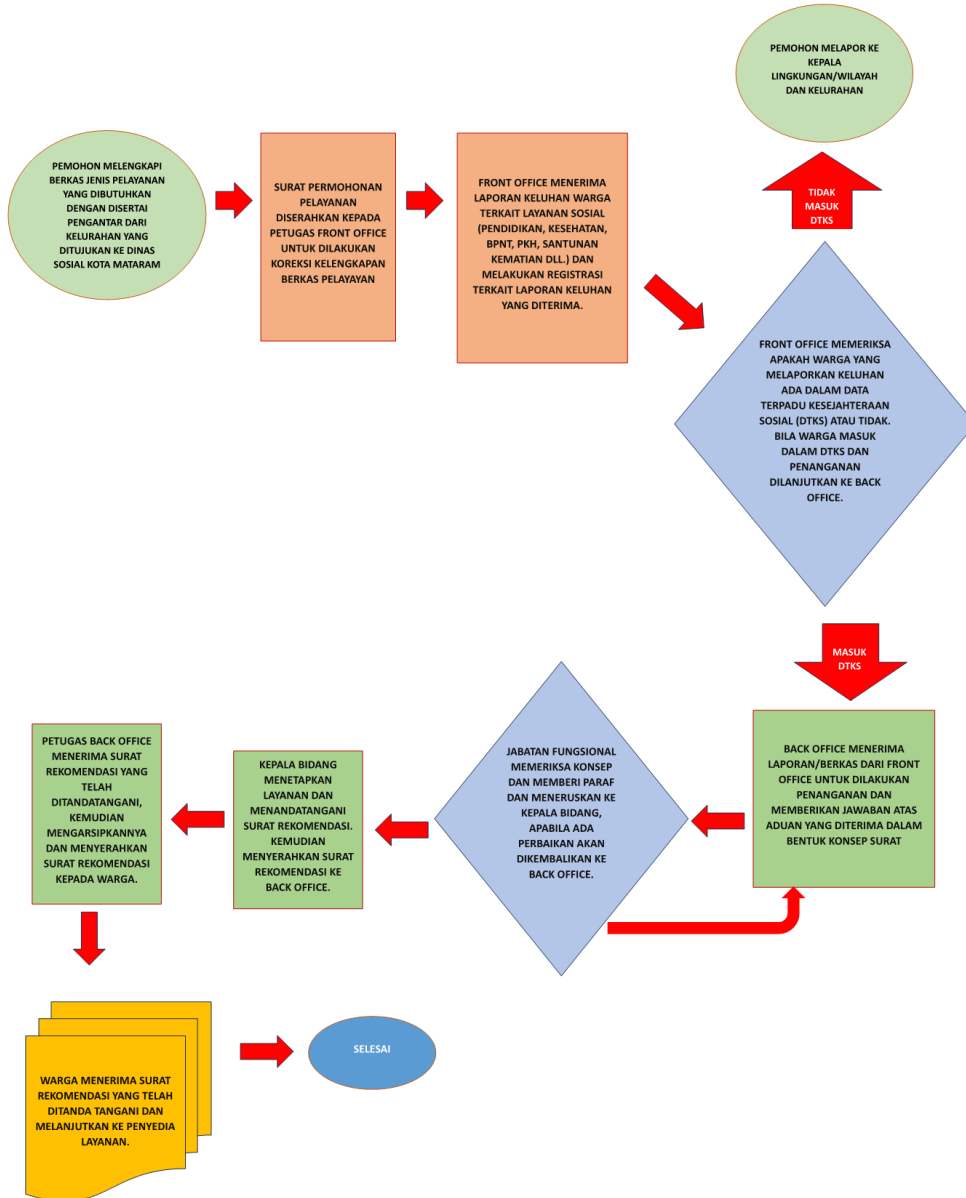 PEMOHON MELENGKAPI
BERKAS JENIS PELAYANAN
YANG DIBUTUHKAN
DENGAN DISERTAI
PENGANTAR DARI
KELURAHAN YANG
DITUJUKAN KE DINAS
SOSIAL KOTA MATARAM
SURAT PERMOHONAN
PELAYANAN
DISERAHKAN KEPADA
PETUGAS FRONT OFFICE
UNTUK DILAKUKAN
KOREKSI KELENGKAPAN
BERKAS PELAYAYAN
FRONT OFFICE MENERIMA
LAPORAN KELUHAN WARGA
TERKAIT LAYANAN SOSIAL
(PENDIDIKAN, KESEHATAN,
BPNT, PKH, SANTUNAN
KEMATIAN DLL.) DAN
MELAKUKAN REGISTRASI
TERKAIT LAPORAN KELUHAN
YANG DITERIMA.
FRONT OFFICE MEMERIKSA
APAKAH WARGA YANG
MELAPORKAN KELUHAN
ADA DALAM DATA
TERPADU KESEJAHTERAAN
SOSIAL (DTKS) ATAU TIDAK.
BILA WARGA MASUK
DALAM DTKS DAN
PENANGANAN
DILANJUTKAN KE BACK
OFFICE.
TIDAK
MASUK
DTKS
PEMOHON MELAPOR KE
KEPALA
LINGKUNGAN/WILAYAH
DAN KELURAHAN
MASUK
DTKS
BACK OFFICE MENERIMA
LAPORAN/BERKAS DARI FRONT
OFFICE UNTUK DILAKUKAN
PENANGANAN DAN
MEMBERIKAN JAWABAN ATAS
ADUAN YANG DITERIMA DALAM
BENTUK KONSEP SURAT
JABATAN FUNGSIONAL
MEMERIKSA KONSEP
DAN MEMBERI PARAF
DAN MENERUSKAN KE
KEPALA BIDANG,
APABILA ADA
PERBAIKAN AKAN
DIKEMBALIKAN KE
BACK OFFICE.
KEPALA BIDANG
MENETAPKAN
LAYANAN DAN
MENANDATANGANI
SURAT REKOMENDASI.
KEMUDIAN
MENYERAHKAN SURAT
REKOMENDASI KE
BACK OFFICE.
PETUGAS BACK OFFICE
MENERIMA SURAT
REKOMENDASI YANG
TELAH
DITANDATANGANI,
KEMUDIAN
MENGARSIPKANNYA
DAN MENYERAHKAN
SURAT REKOMENDASI
KEPADA WARGA.
WARGA MENERIMA SURAT
REKOMENDASI YANG TELAH
DITANDA TANGANI DAN
MELANJUTKAN KE PENYEDIA
LAYANAN.
SELESAI